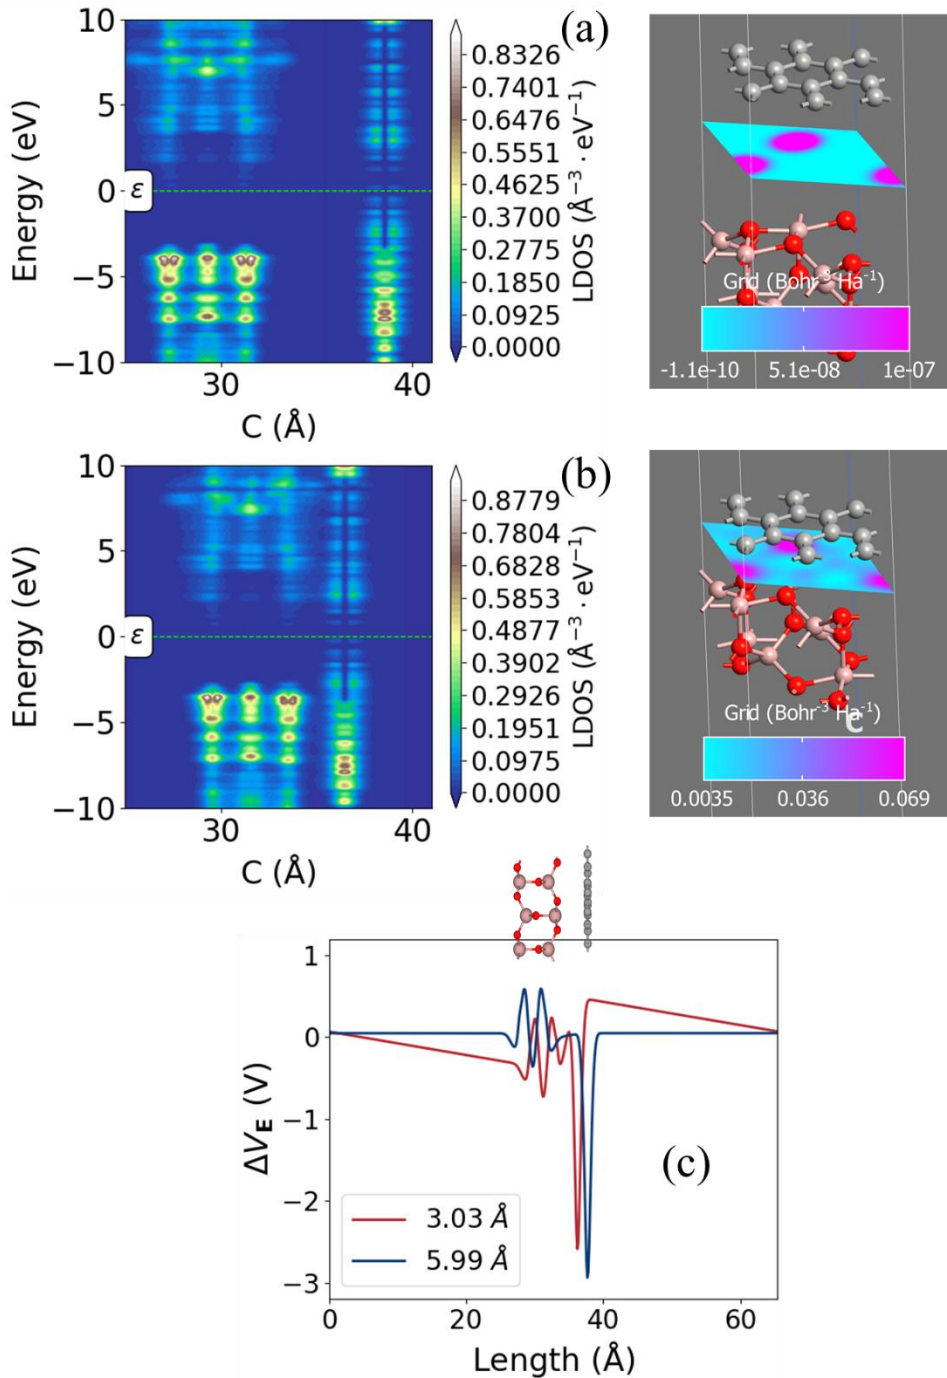 10
5
0
−5
−10
Energy (eV)
ε
30
40
C (Å)
0.8326
0.7401
0.6476
0.5551
0.4625
0.3700
0.2775
0.1850
0.0925
0.0000
LDOS (Å⁻³ · eV⁻¹)
(a)
Grid (Bohr⁻³ Ha⁻¹)
-1.1e-10 5.1e-08 1e-07
10
5
0
−5
−10
Energy (eV)
ε
30
40
C (Å)
0.8779
0.7804
0.6828
0.5853
0.4877
0.3902
0.2926
0.1951
0.0975
0.0000
LDOS (Å⁻³ · eV⁻¹)
(b)
Grid (Bohr⁻³ Ha⁻¹)
C
0.0035 0.036 0.069
1
0
−1
−2
−3
ΔV_E (V)
(c)
3.03 Å
5.99 Å
0 20 40 60
Length (Å)